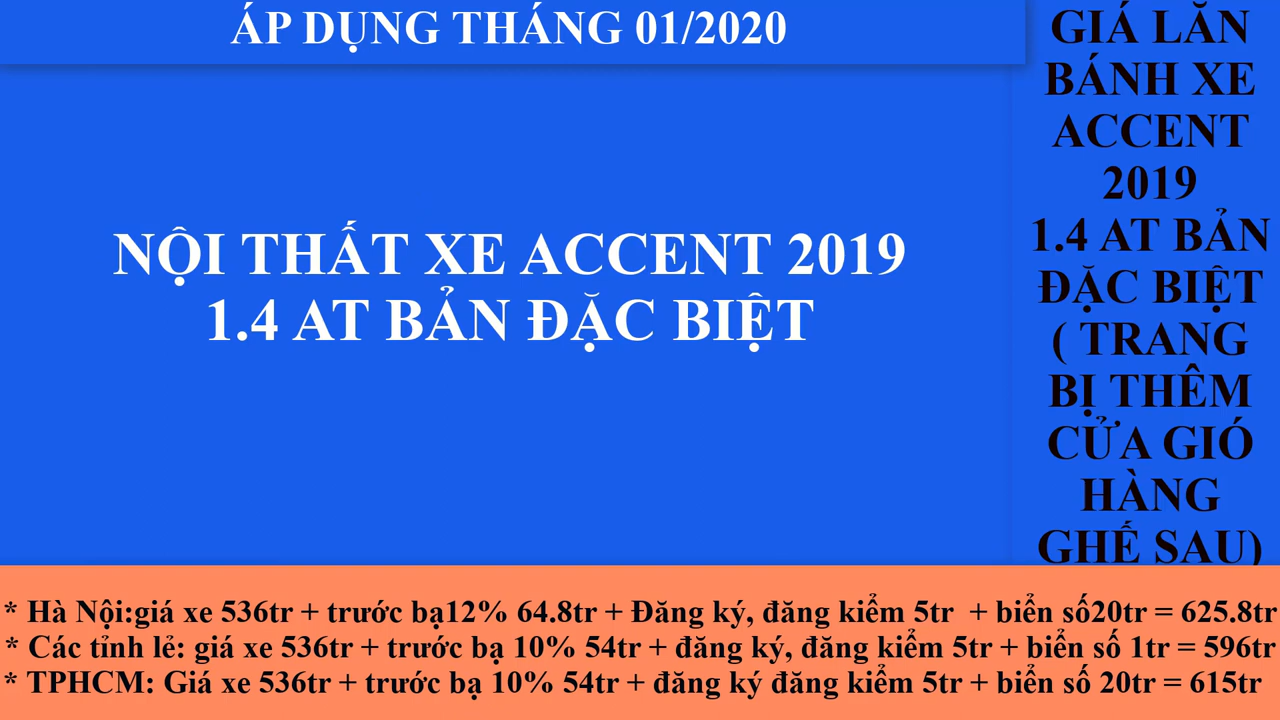 ÁP DỤNG THÁNG 01/2020
NỘI THẤT XE ACCENT 2019
1.4 AT BẢN ĐẶC BIỆT
GIÁ LĂN
BÁNH XE
ACCENT
2019
1.4 AT BẢN
ĐẶC BIỆT
( TRANG
BỊ THÊM
CỬA GIÓ
HÀNG
GHẾ SAU)
* Hà Nội:giá xe 536tr + trước bạ12% 64.8tr + Đăng ký, đăng kiểm 5tr  + biển số20tr = 625.8tr
* Các tỉnh lẻ: giá xe 536tr + trước bạ 10% 54tr + đăng ký, đăng kiểm 5tr + biển số 1tr = 596tr
* TPHCM: Giá xe 536tr + trước bạ 10% 54tr + đăng ký đăng kiểm 5tr + biển số 20tr = 615tr